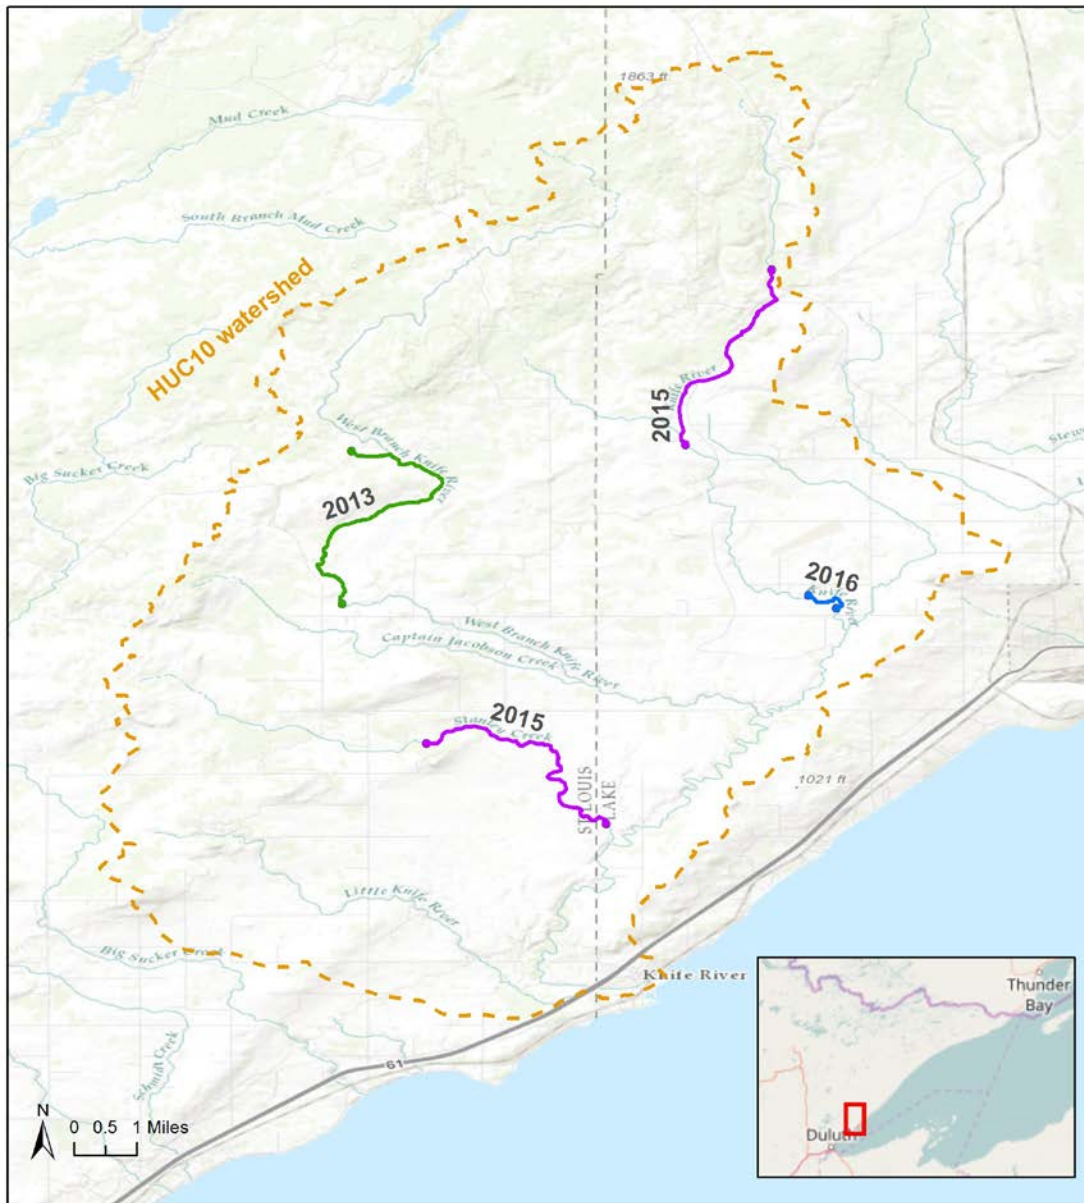 1863 ft
Mud Creek
South Branch Mud Creek
HUC10 watershed
Knife River
2015
West Branch Knife
River
Big Sucker Creek
2013
2016
Knife River
West Branch Knife River
Captain Jacobson Creek
2015
Stanley Creek
1021 ft
ST LOUIS
LAKE
Little Knife River
Big Sucker Creek
Knife River
Schmidt Creek
61
N
0 0.5 1 Miles
Thunder
Bay
Duluth